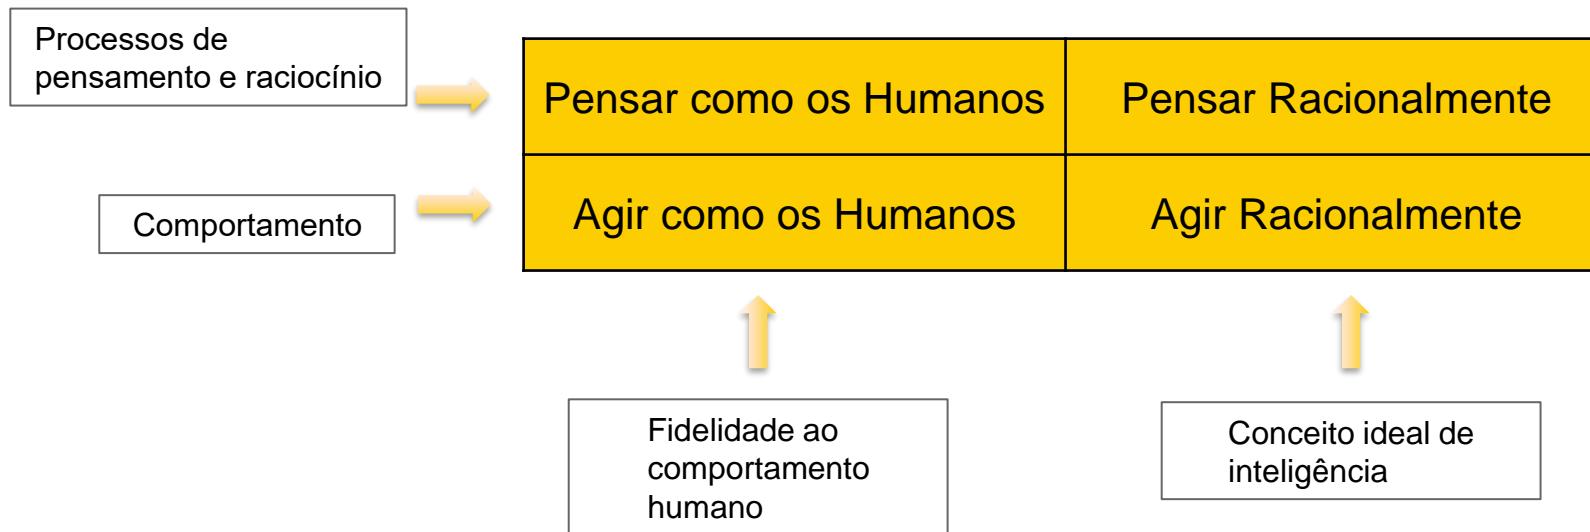 Processos de
pensamento e raciocínio
Pensar como os Humanos
Pensar Racionalmente
Comportamento
Agir como os Humanos
Agir Racionalmente
Fidelidade ao
comportamento
humano
Conceito ideal de
inteligência